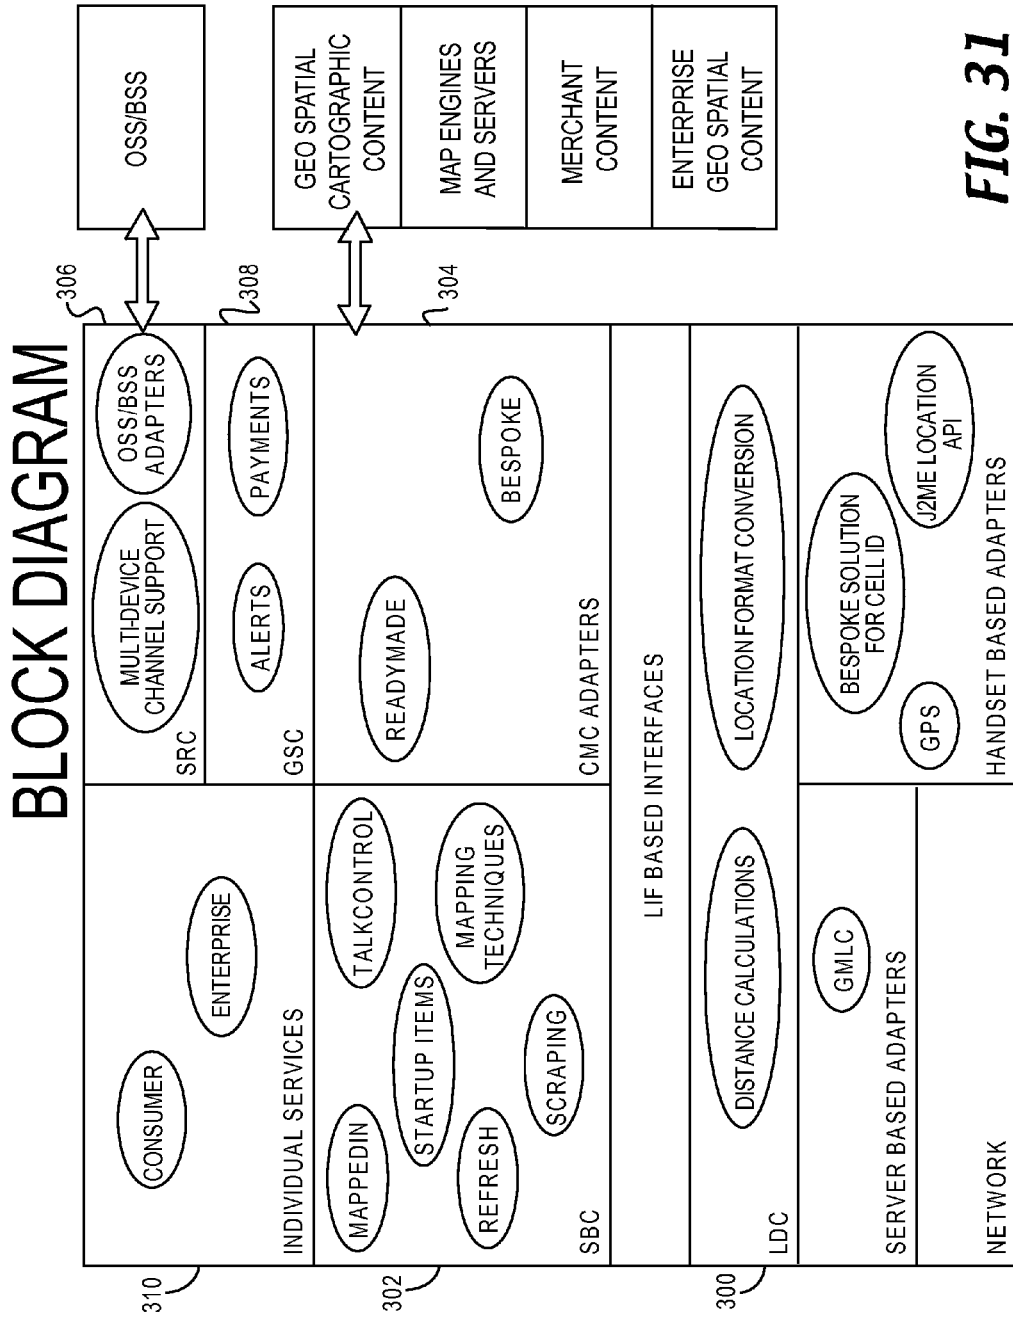 BLOCK DIAGRAM
310
CONSUMER
ENTERPRISE
INDIVIDUAL SERVICES
306
MULTI-DEVICE
CHANNEL SUPPORT
OSS/BSS
ADAPTERS
SRC
OSS/BSS
308
ALERTS
PAYMENTS
GSC
302
MAPPEDIN
STARTUP ITEMS
TALKCONTROL
REFRESH
MAPPING
TECHNIQUES
SCRAPING
SBC
304
READYMADE
BESPOKE
CMC ADAPTERS
GEO SPATIAL
CARTOGRAPHIC
CONTENT
MAP ENGINES
AND SERVERS
MERCHANT
CONTENT
ENTERPRISE
GEO SPATIAL
CONTENT
LIF BASED INTERFACES
300
DISTANCE CALCULATIONS
LOCATION FORMAT CONVERSION
LDC
GMLC
SERVER BASED ADAPTERS
NETWORK
BESPOKE SOLUTION
FOR CELL ID
GPS
J2ME LOCATION
API
HANDSET BASED ADAPTERS
FIG. 31